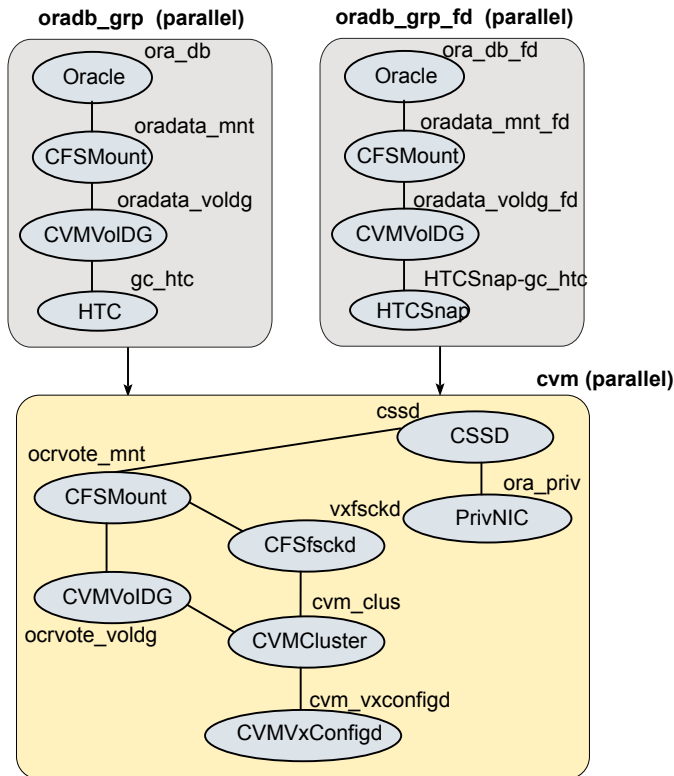 oradb_grp (parallel)
ora_db
Oracle
oradata_mnt
CFSMount
oradata_voldg
CVMVolDG
gc_htc
HTC
oradb_grp_fd (parallel)
ora_db_fd
Oracle
oradata_mnt_fd
CFSMount
oradata_voldg_fd
CVMVolDG
HTCSnap-gc_htc
HTCSnap
cvm (parallel)
cssd
CSSD
ocrvote_mnt
CFSMount
ora_priv
PrivNIC
vxfsckd
CFSfsckd
CVMVolDG
ocrvote_voldg
cvm_clus
CVMCluster
cvm_vxconfigd
CVMVxConfigd